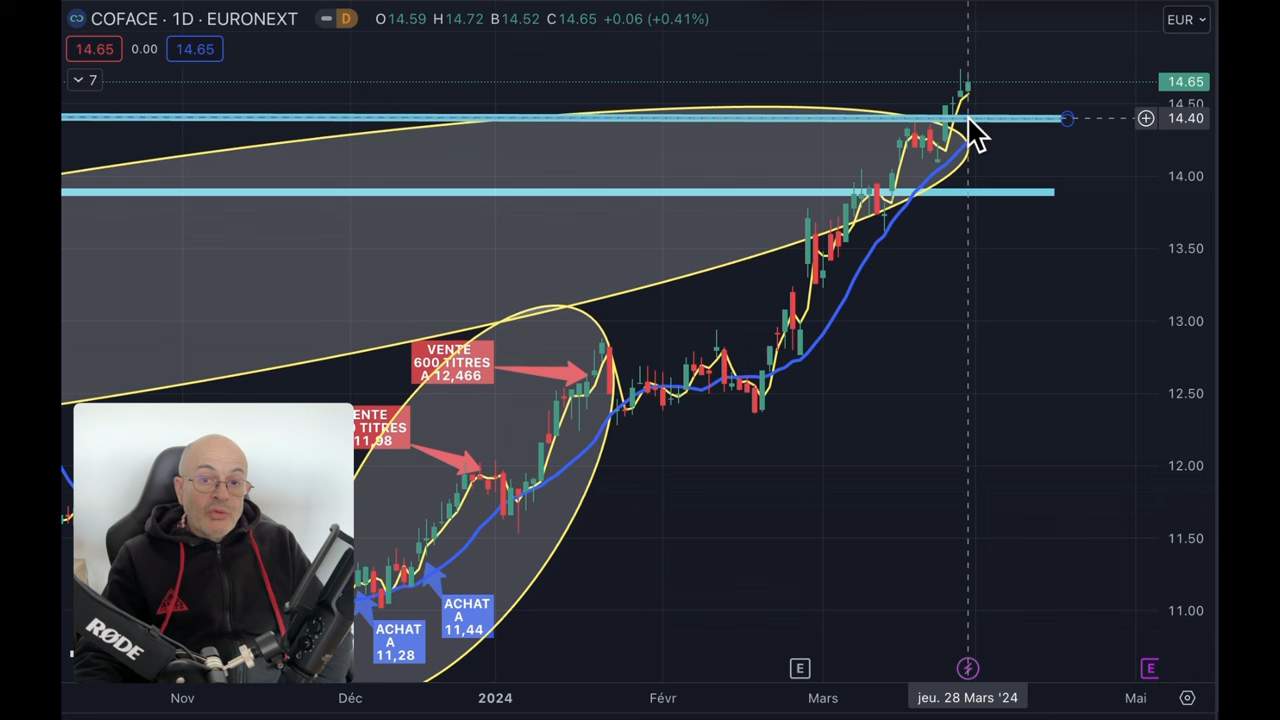 COFACE · 1D · EURONEXT
D
O14.59 H14.72 B14.52 C14.65 +0.06 (+0.41%)
EUR
14.65 0.00 14.65
7
14.65
14.50
14.40
14.00
13.50
13.00
12.50
12.00
11.50
11.00
VENTE
600 TITRES
A 12,466
ENTE
TITRES
11,98
ACHAT
A
11,44
ACHAT
A
11,28
RØDE
E
E
Nov
Déc
2024
Févr
Mars
jeu. 28 Mars '24
Mai